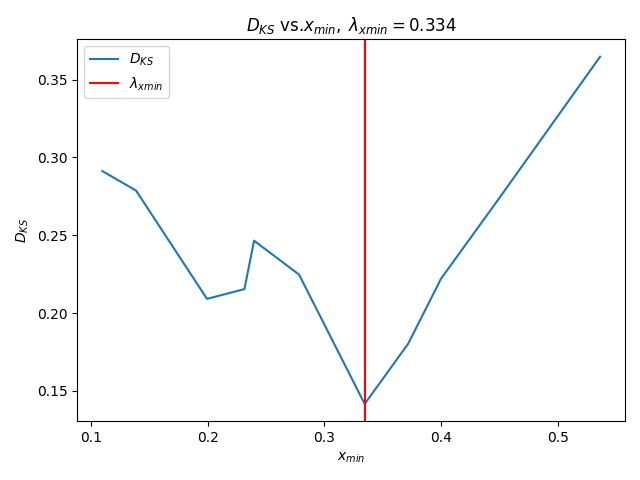 D_KS vs.x_min, λ_xmin = 0.334
D_KS
λ_xmin
0.35
0.30
0.25
0.20
0.15
D_KS
0.1 0.2 0.3 0.4 0.5
x_min